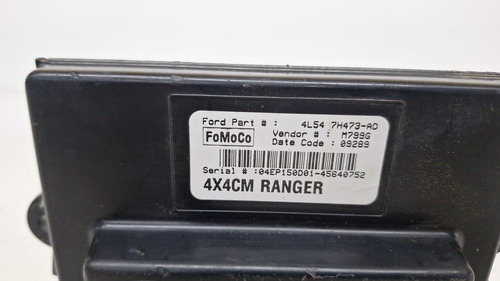 Ford Part # : 4L54 7H473-AD
FoMoCo Vendor # : M799G
Date Code : 09289
Serial # :04EP150D01-45640752
4X4CM RANGER